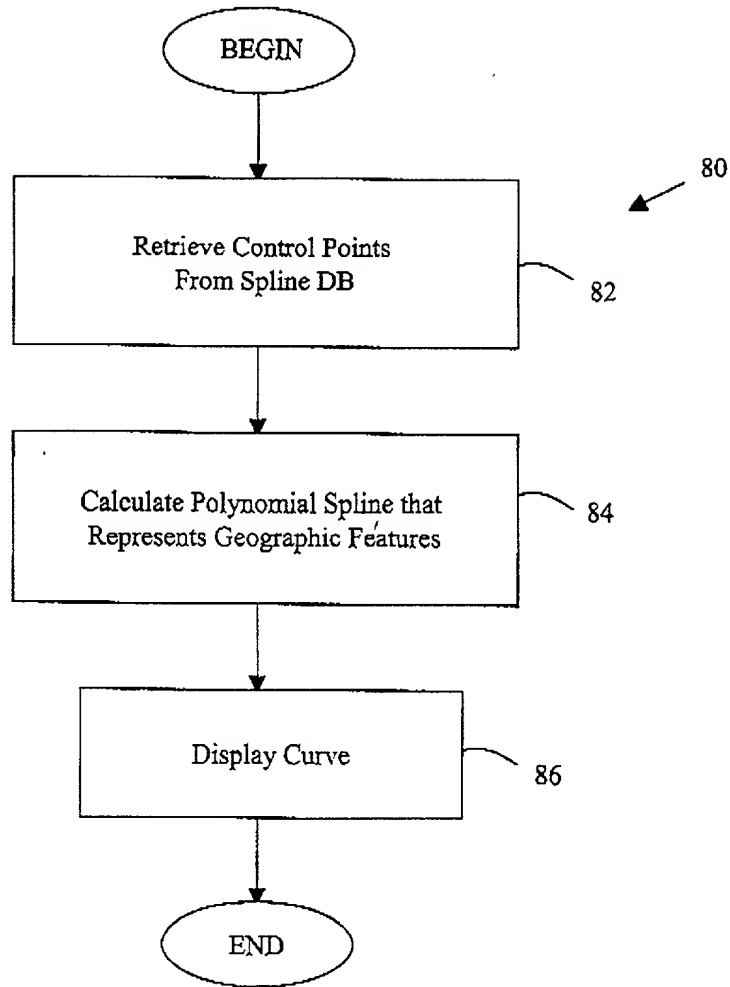 BEGIN
80
Retrieve Control Points
From Spline DB
82
Calculate Polynomial Spline that
Represents Geographic Features
84
Display Curve
86
END